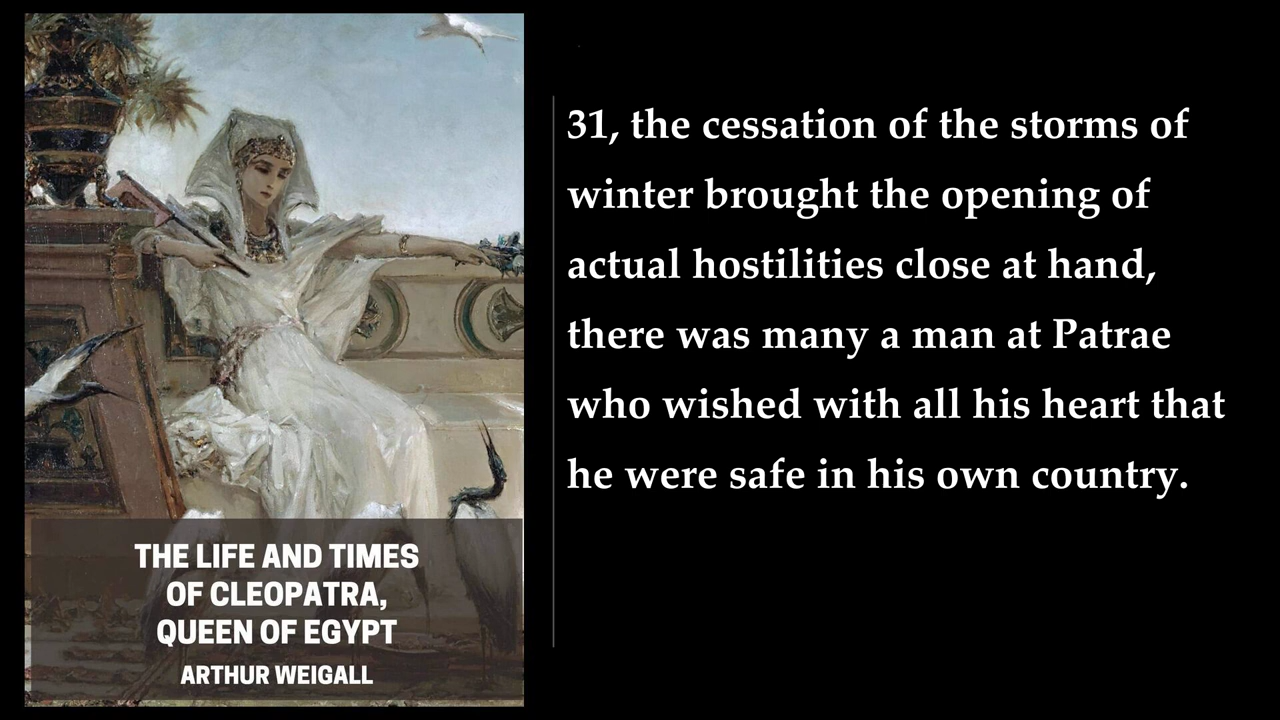 31, the cessation of the storms of
winter brought the opening of
actual hostilities close at hand,
there was many a man at Patrae
who wished with all his heart that
he were safe in his own country.
THE LIFE AND TIMES
OF CLEOPATRA,
QUEEN OF EGYPT
ARTHUR WEIGALL